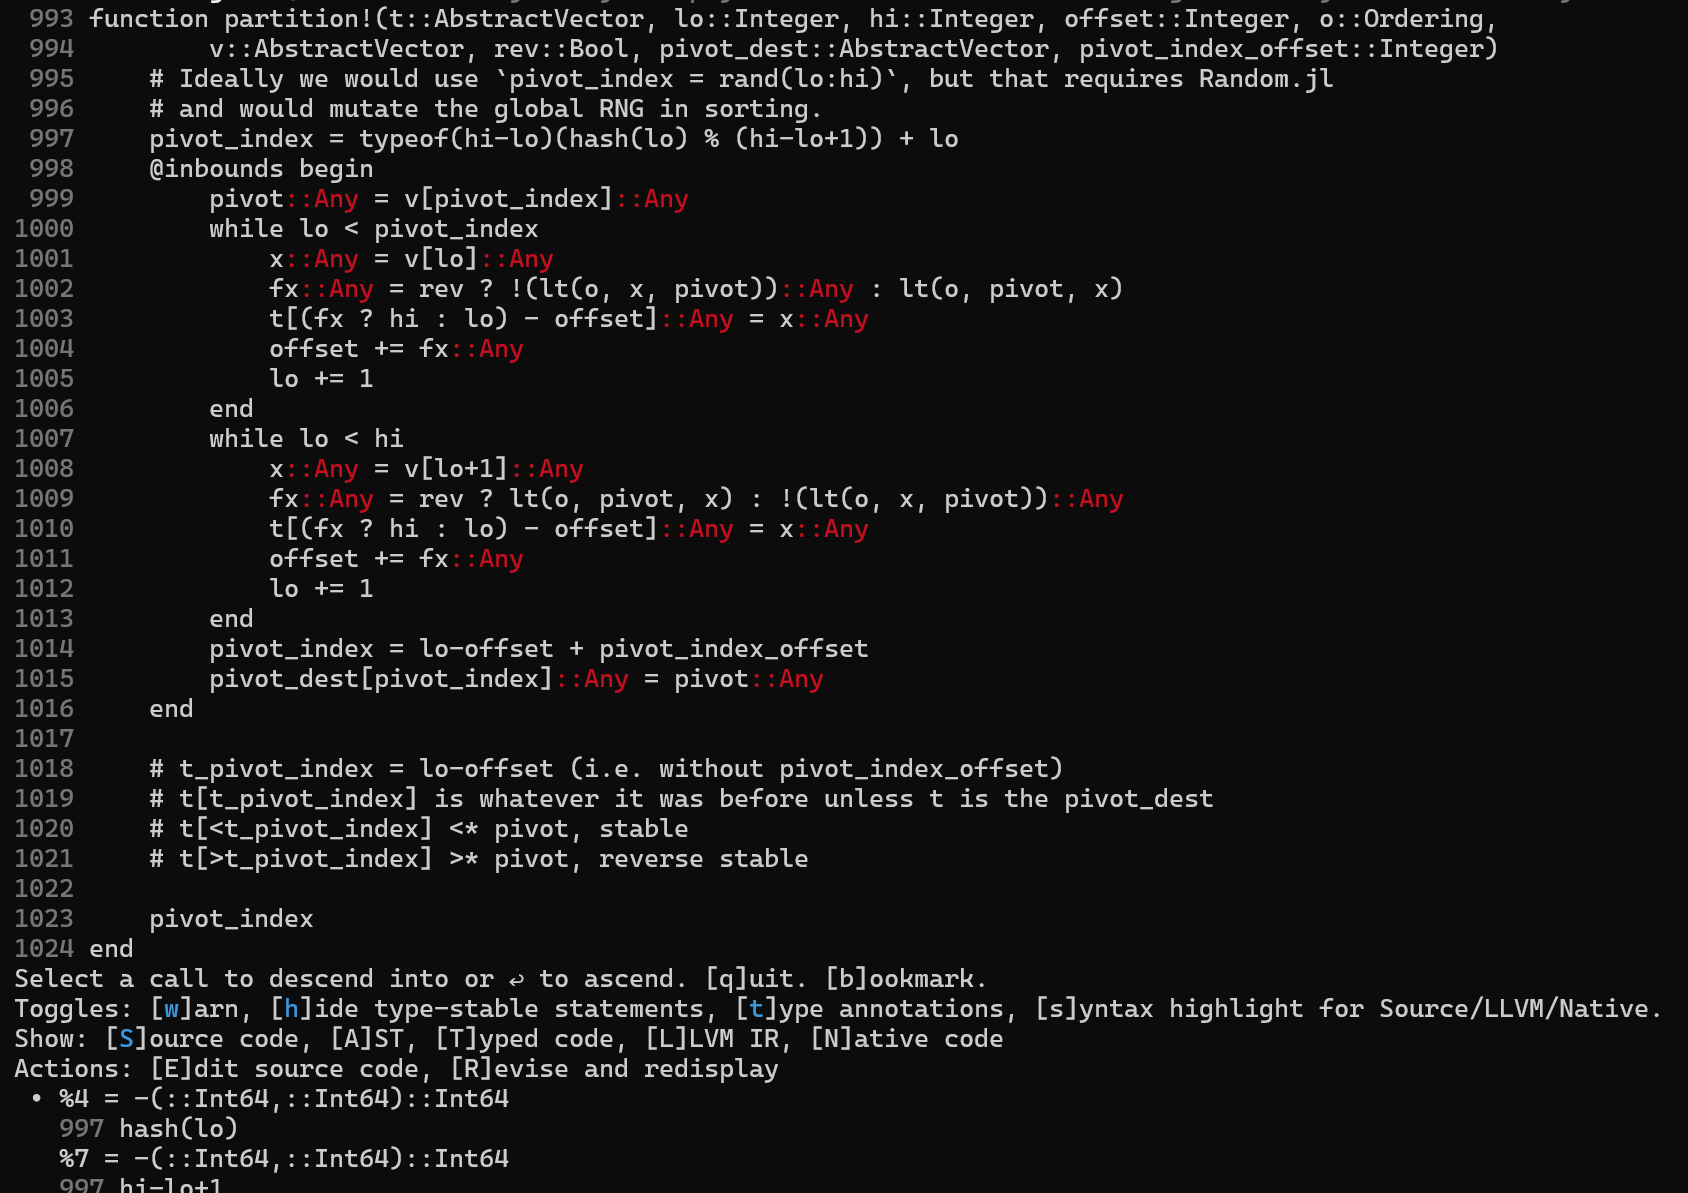 993 function partition!(t::AbstractVector, lo::Integer, hi::Integer, offset::Integer, o::Ordering,
994         v::AbstractVector, rev::Bool, pivot_dest::AbstractVector, pivot_index_offset::Integer)
995     # Ideally we would use `pivot_index = rand(lo:hi)`, but that requires Random.jl
996     # and would mutate the global RNG in sorting.
997     pivot_index = typeof(hi-lo)(hash(lo) % (hi-lo+1)) + lo
998     @inbounds begin
999         pivot::Any = v[pivot_index]::Any
1000         while lo < pivot_index
1001             x::Any = v[lo]::Any
1002             fx::Any = rev ? !(lt(o, x, pivot))::Any : lt(o, pivot, x)
1003             t[(fx ? hi : lo) - offset]::Any = x::Any
1004             offset += fx::Any
1005             lo += 1
1006         end
1007         while lo < hi
1008             x::Any = v[lo+1]::Any
1009             fx::Any = rev ? lt(o, pivot, x) : !(lt(o, x, pivot))::Any
1010             t[(fx ? hi : lo) - offset]::Any = x::Any
1011             offset += fx::Any
1012             lo += 1
1013         end
1014         pivot_index = lo-offset + pivot_index_offset
1015         pivot_dest[pivot_index]::Any = pivot::Any
1016     end
1017
1018     # t_pivot_index = lo-offset (i.e. without pivot_index_offset)
1019     # t[t_pivot_index] is whatever it was before unless t is the pivot_dest
1020     # t[<t_pivot_index] <* pivot, stable
1021     # t[>t_pivot_index] >* pivot, reverse stable
1022
1023     pivot_index
1024 end
Select a call to descend into or ↩ to ascend. [q]uit. [b]ookmark.
Toggles: [w]arn, [h]ide type-stable statements, [t]ype annotations, [s]yntax highlight for Source/LLVM/Native.
Show: [S]ource code, [A]ST, [T]yped code, [L]LVM IR, [N]ative code
Actions: [E]dit source code, [R]evise and redisplay
 • %4 = -(::Int64,::Int64)::Int64
   997 hash(lo)
   %7 = -(::Int64,::Int64)::Int64
   997 hi-lo+1